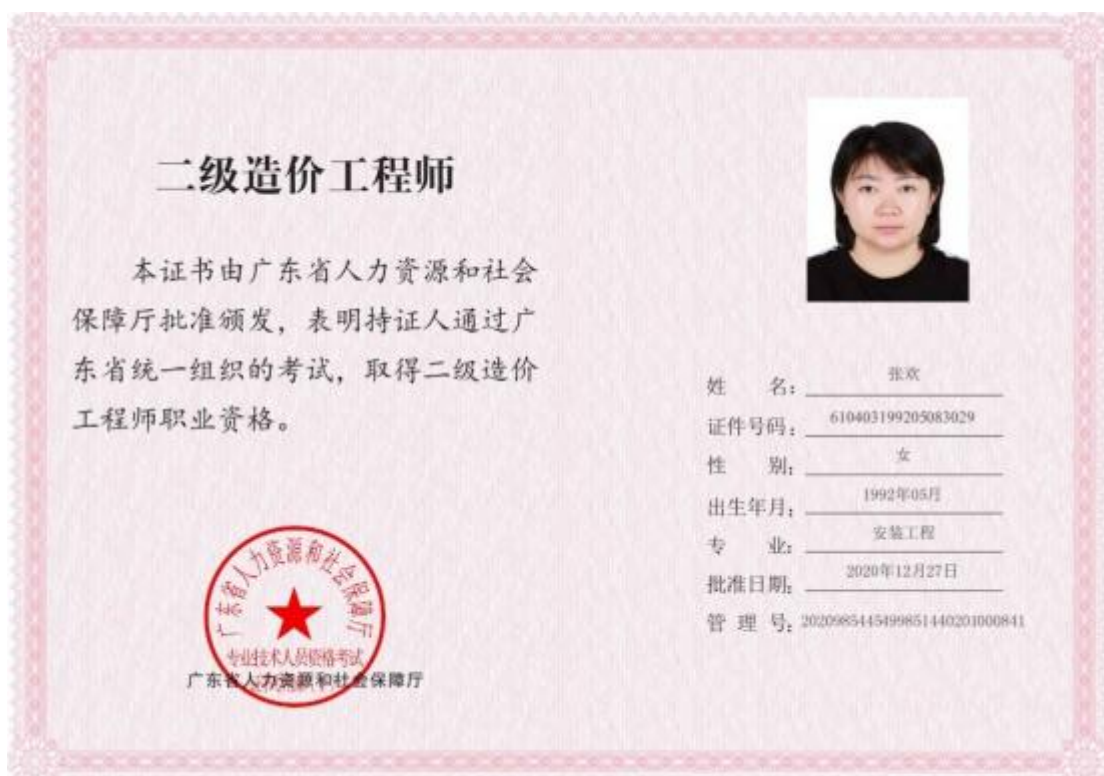 二级造价工程师
本证书由广东省人力资源和社会
保障厅批准颁发，表明持证人通过广
东省统一组织的考试，取得二级造价
工程师职业资格。
广东省人力资源和社会保障厅
专业技术人员资格考试
广东省人力资源和社会保障厅
姓 名：张欢
证件号码：610403199205083029
性 别：女
出生年月：1992年05月
专 业：安装工程
批准日期：2020年12月27日
管 理 号：